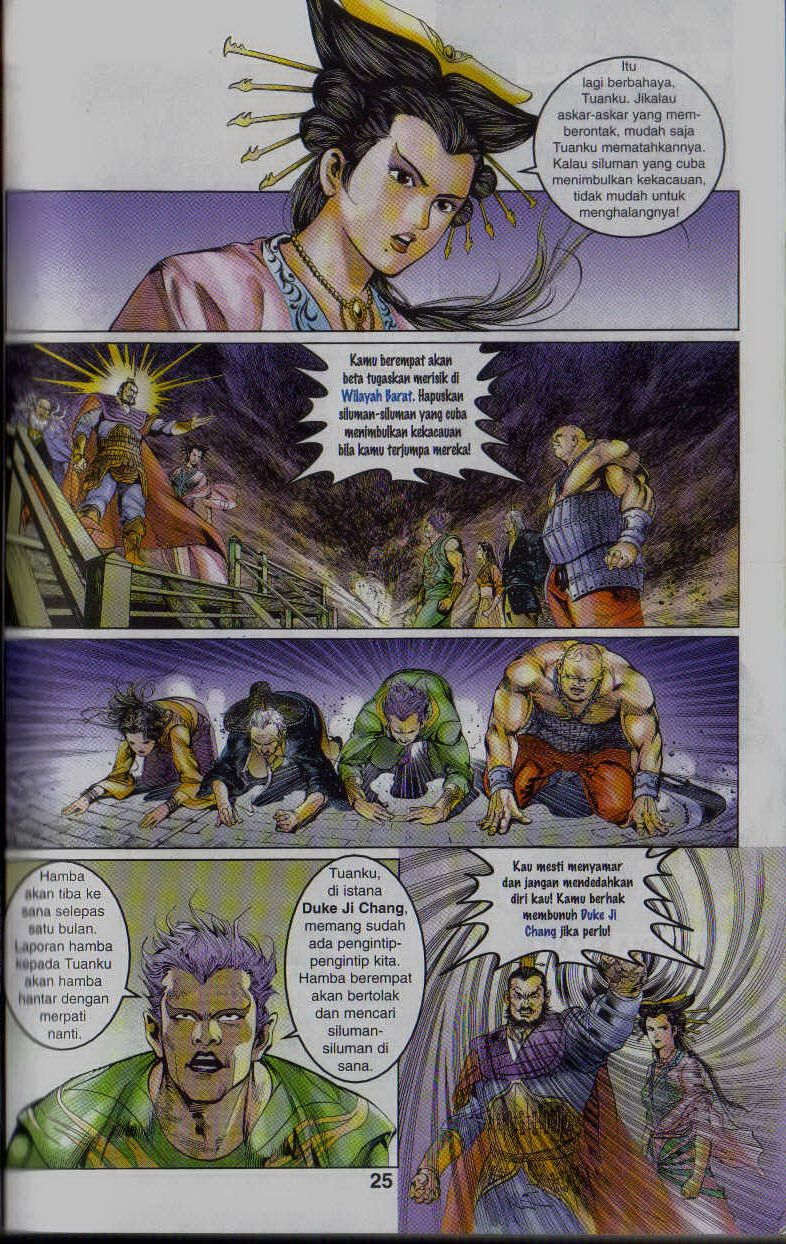 Itu
lagi berbahaya,
Tuanku. Jikalau
askar-askar yang mem-
berontak, mudah saja
Tuanku mematahkannya.
Kalau siluman yang cuba
menimbulkan kekacauan,
tidak mudah untuk
menghalangnya!
Kamu berempat akan
beta tugaskan merisik di
Wilayah Barat. Hapuskan
siluman-siluman yang cuba
menimbulkan kekacauan
bila kamu terjumpa mereka!
Hamba
akan tiba ke
sana selepas
satu bulan.
Laporan hamba
kepada Tuanku
akan hamba
hantar dengan
merpati
nanti.
Tuanku,
di istana
Duke Ji Chang,
memang sudah
ada pengintip-
pengintip kita.
Hamba berempat
akan bertolak
dan mencari
siluman-
siluman di
sana.
Kau mesti menyamar
dan jangan mendedahkan
diri kau! Kamu berhak
membunuh Duke Ji
Chang jika perlu!
25